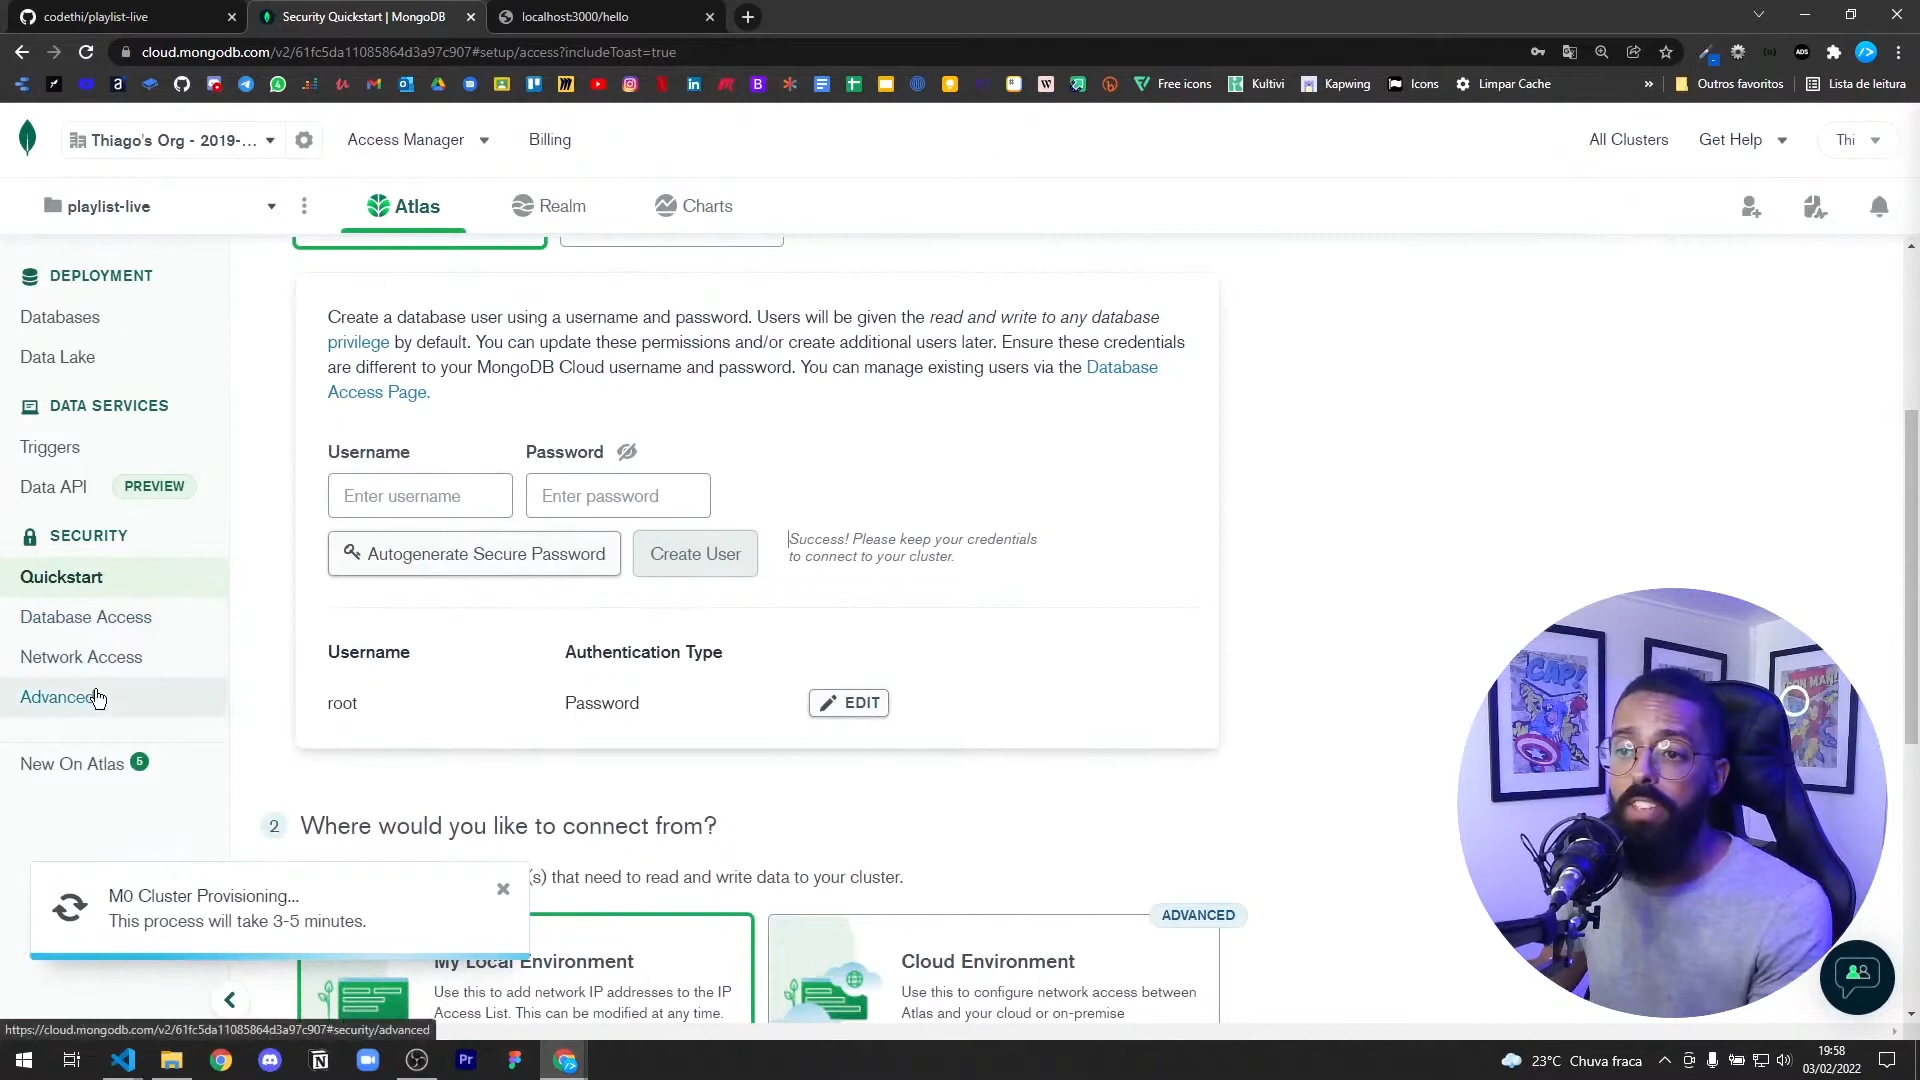 codethi/playlist-live
Security Quickstart | MongoDB
localhost:3000/hello
cloud.mongodb.com/v2/61fc5da11085864d3a97c907#setup/access?includeToast=true
Free icons
Kultivi
Kapwing
Icons
Limpar Cache
»
Outros favoritos
Lista de leitura
Thiago's Org - 2019-...
Access Manager
Billing
All Clusters
Get Help
Thi
playlist-live
Atlas
Realm
Charts
DEPLOYMENT
Databases
Data Lake
DATA SERVICES
Triggers
Data API PREVIEW
SECURITY
Quickstart
Database Access
Network Access
Advanced
New On Atlas 5
Create a database user using a username and password. Users will be given the read and write to any database
privilege by default. You can update these permissions and/or create additional users later. Ensure these credentials
are different to your MongoDB Cloud username and password. You can manage existing users via the Database
Access Page.
Username Password
Enter username Enter password
Autogenerate Secure Password Create User
Success! Please keep your credentials
to connect to your cluster.
Username Authentication Type
root Password EDIT
2 Where would you like to connect from?
(s) that need to read and write data to your cluster.
M0 Cluster Provisioning...
This process will take 3-5 minutes.
ADVANCED
My Local Environment
Use this to add network IP addresses to the IP
Access List. This can be modified at any time.
Cloud Environment
Use this to configure network access between
Atlas and your cloud or on-premise
CAP!
IRON MAN!
https://cloud.mongodb.com/v2/61fc5da11085864d3a97c907#security/advanced
23°C Chuva fraca
19:58
03/02/2022